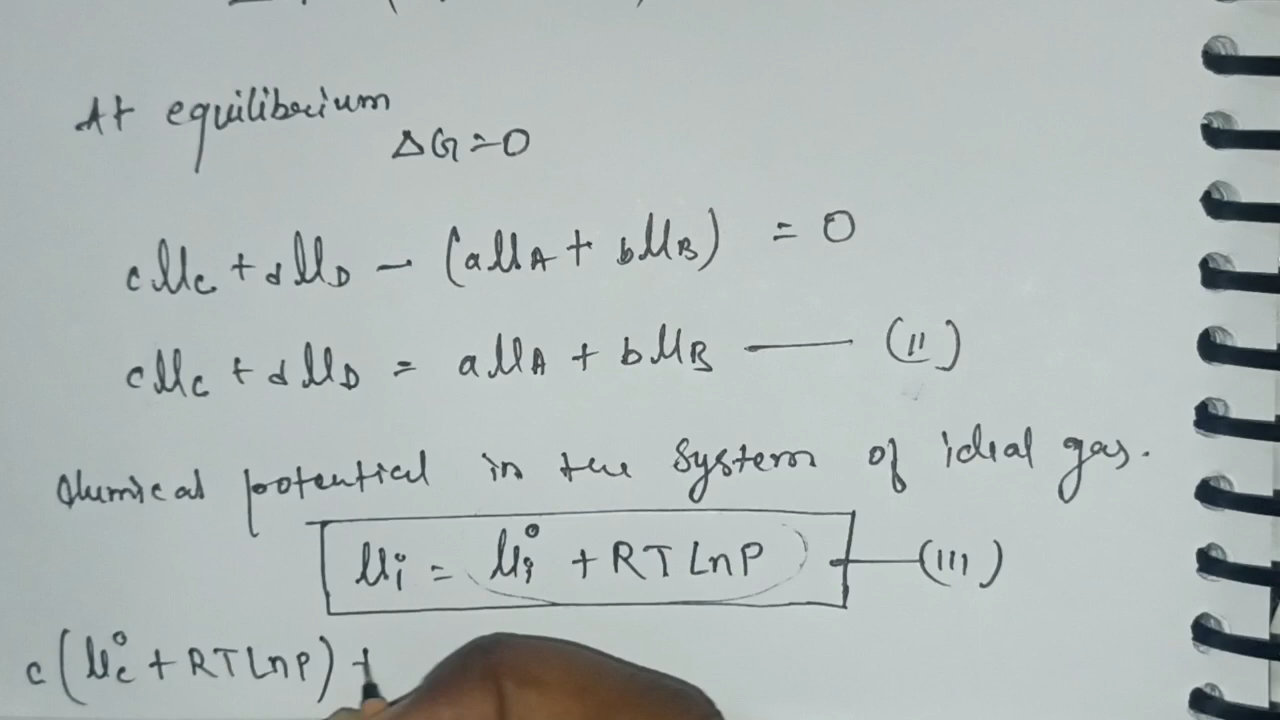 At equilibrium
ΔG=0
cμc + dμD − (aμA + bμB) = 0
cμc + dμD = aμA + bμB —— (II)
Chemical potential in the System of ideal gas.
μi = μi° + RT LnP —— (III)
c(μc° + RT LnP) +